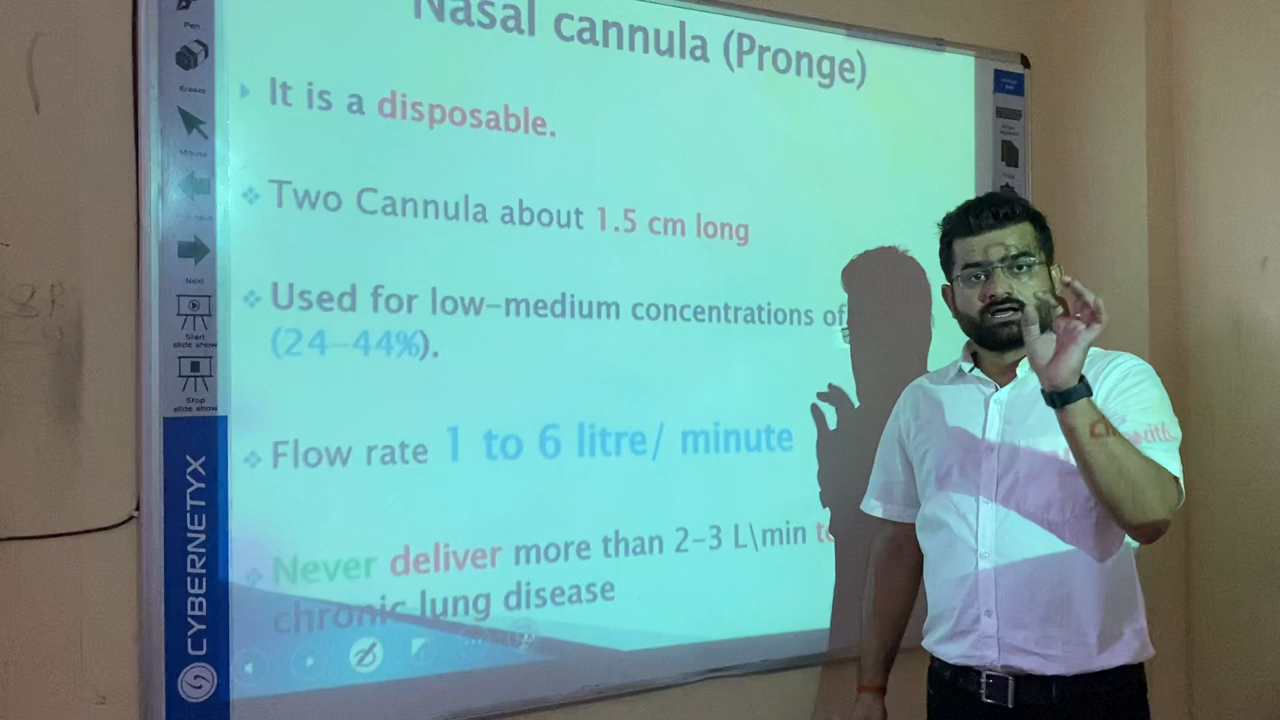 Nasal cannula (Pronge)
It is a disposable.
Two Cannula about 1.5 cm long
Used for low-medium concentrations of
(24-44%).
Flow rate 1 to 6 litre/ minute
Never deliver more than 2-3 L\min to
chronic lung disease
Pen
Eraser
Mouse
Next
Start
slide show
Stop
slide show
CYBERNETYX